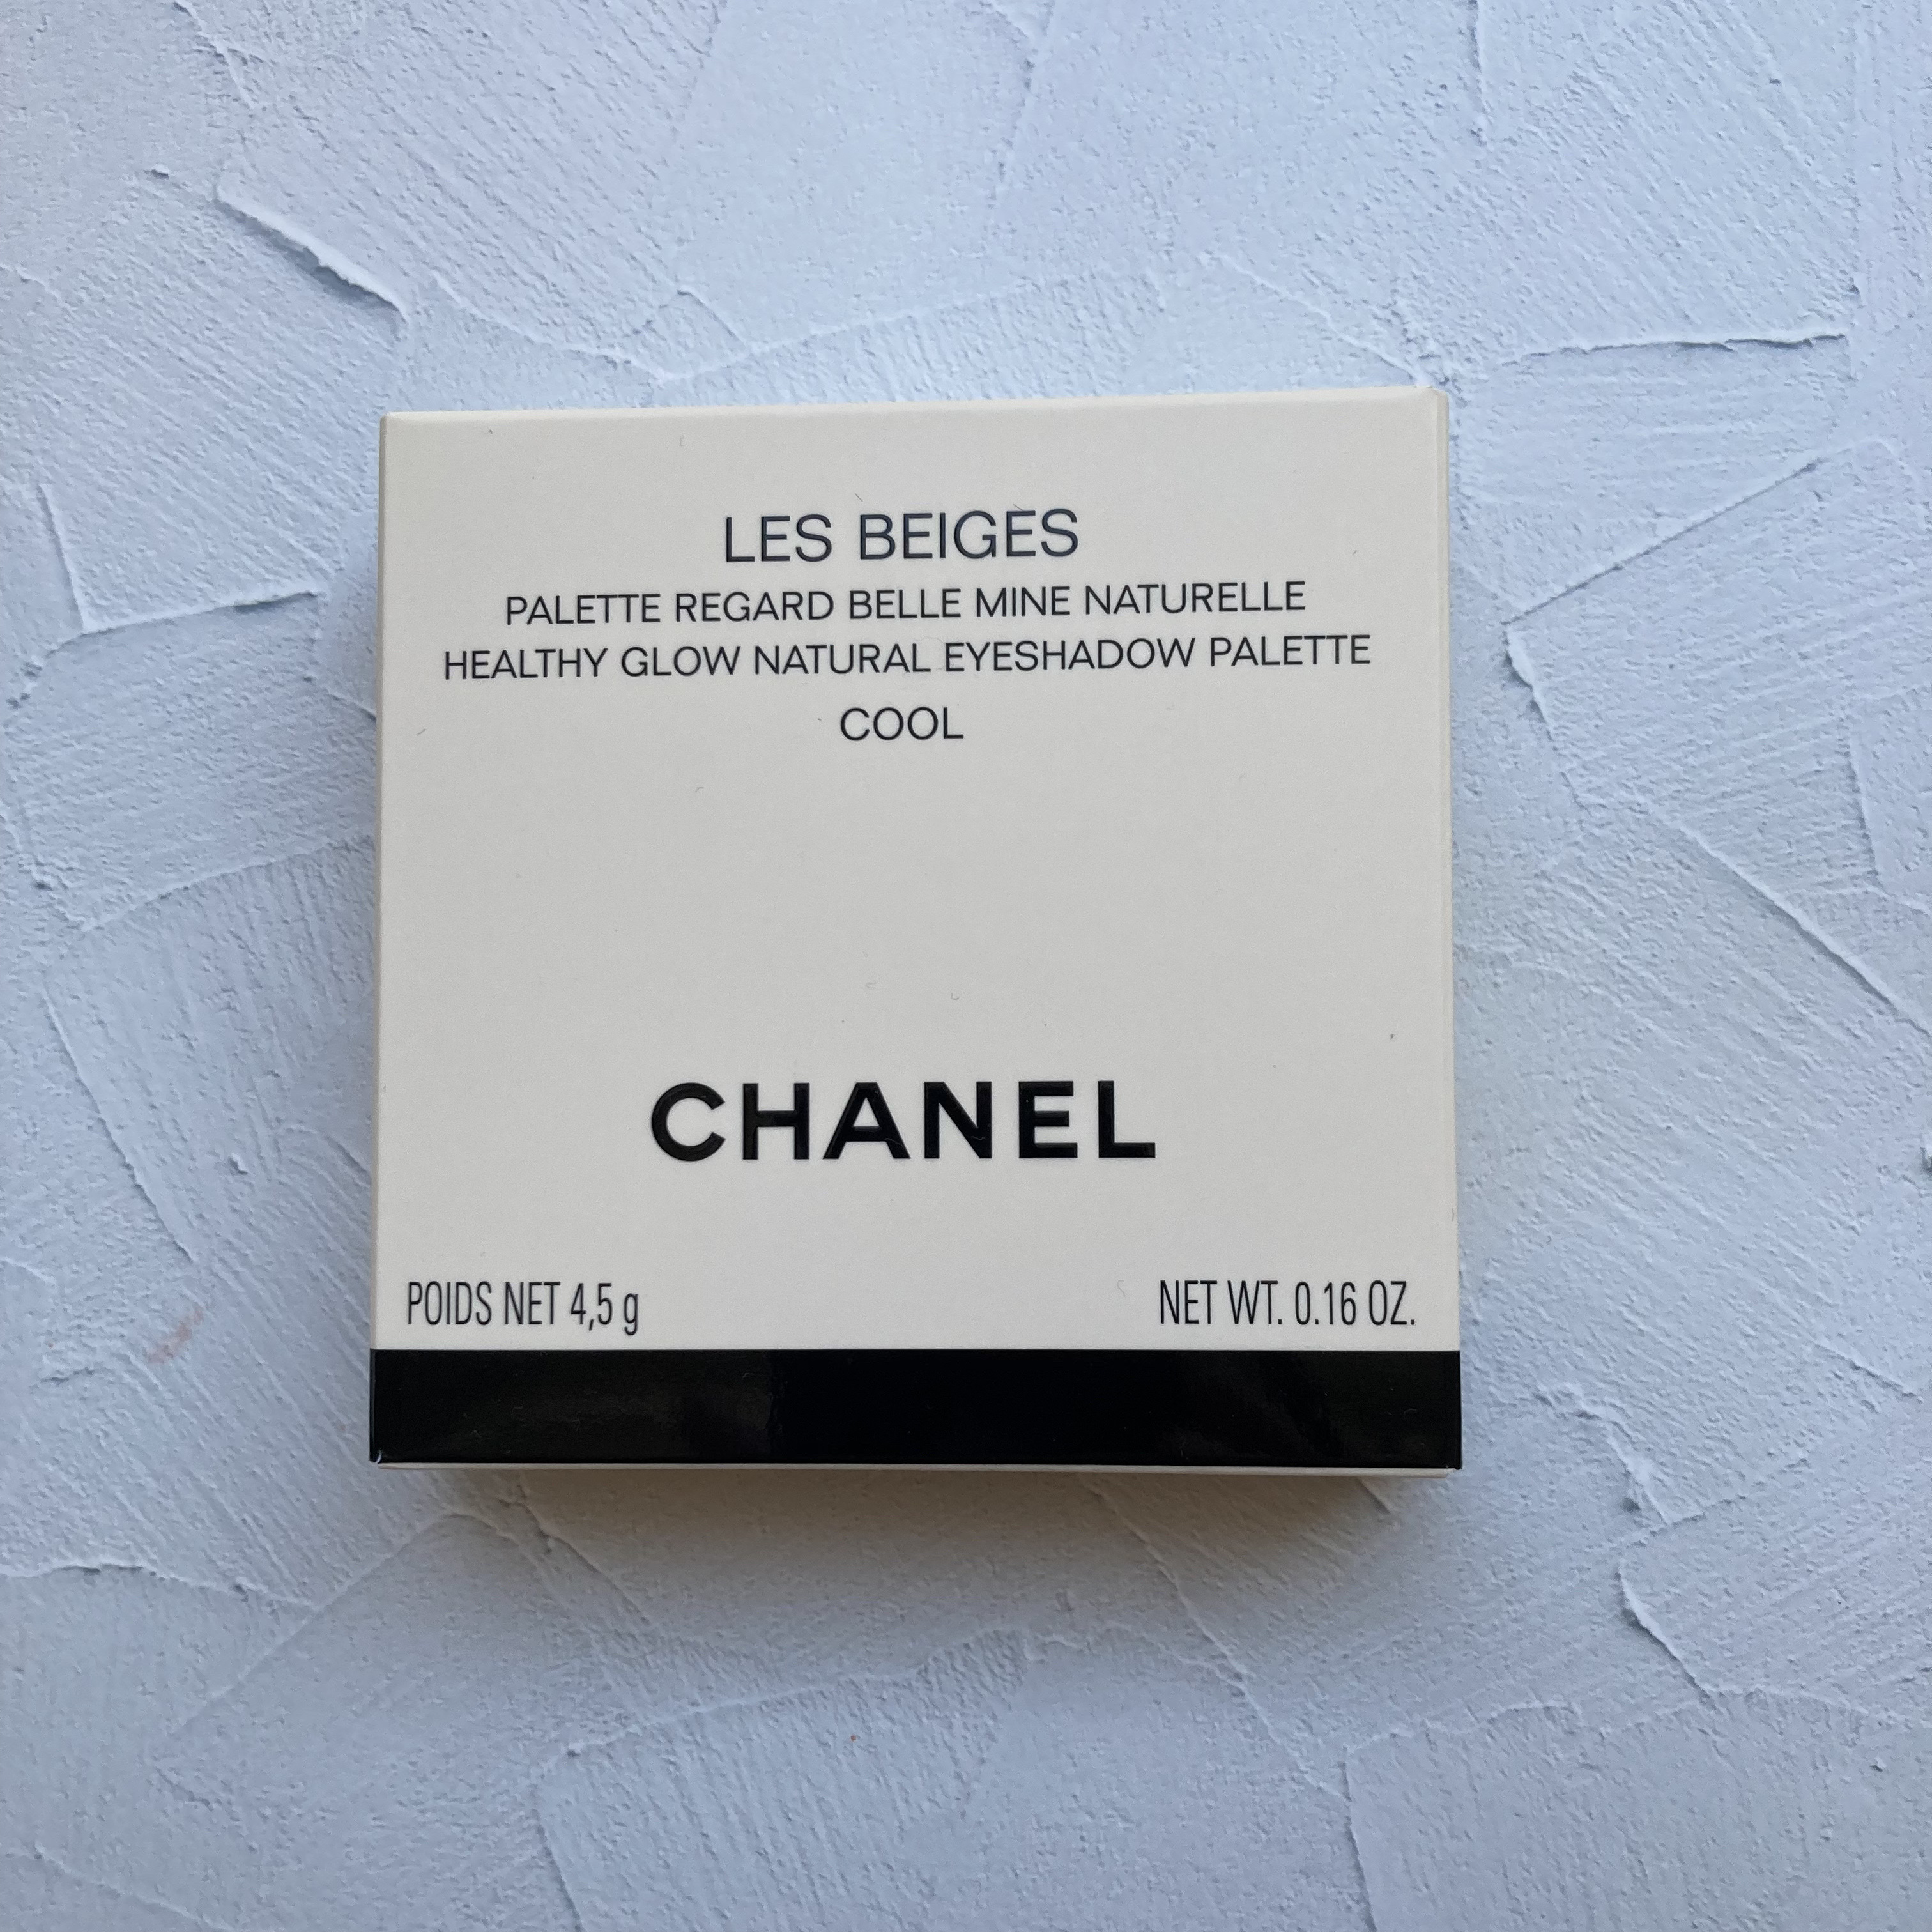 LES BEIGES
PALETTE REGARD BELLE MINE NATURELLE
HEALTHY GLOW NATURAL EYESHADOW PALETTE
COOL
CHANEL
POIDS NET 4,5 g
NET WT. 0.16 OZ.